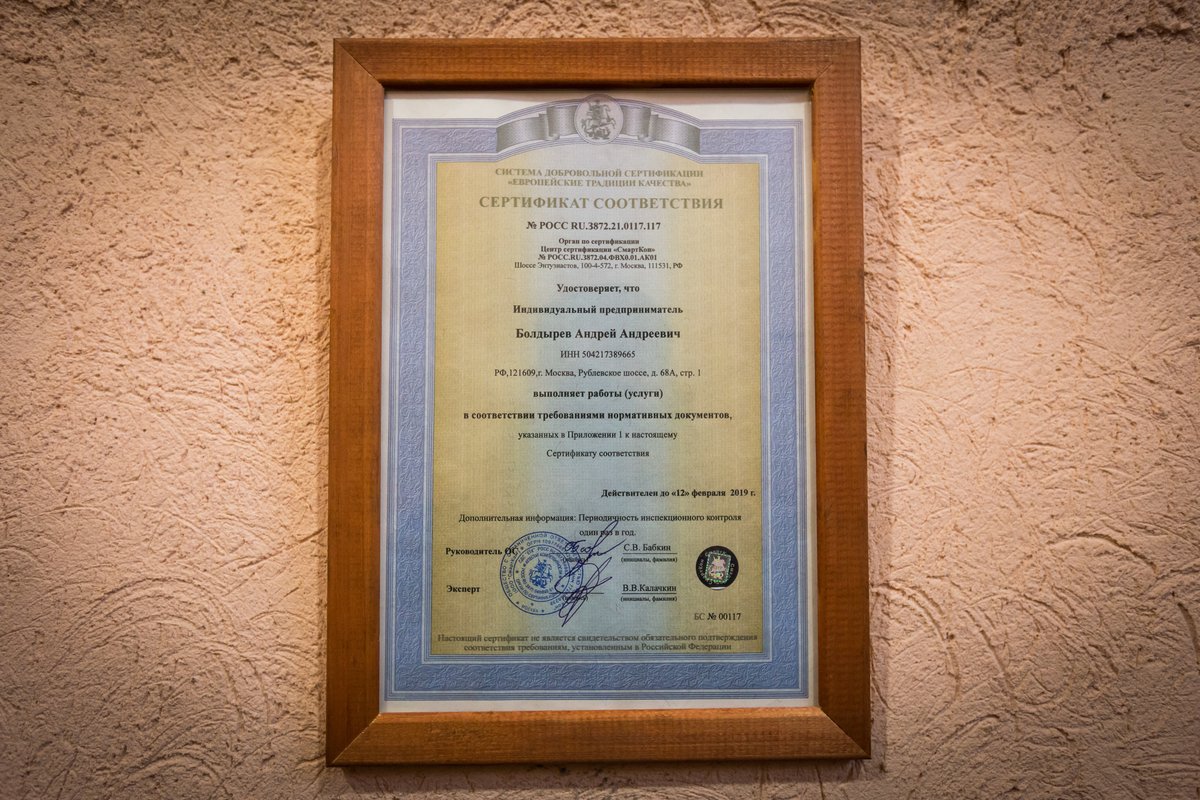 СИСТЕМА ДОБРОВОЛЬНОЙ СЕРТИФИКАЦИИ
«ЕВРОПЕЙСКИЕ ТРАДИЦИИ КАЧЕСТВА»
СЕРТИФИКАТ СООТВЕТСТВИЯ
№ РОСС RU.З872.21.0117.117
Орган по сертификации
Центр сертификации «СмартКон»
№ РОСС.RU.З872.04.ФВХ0.01.АК01
Шоссе Энтузиастов, 100-4-572, г. Москва, 111531, РФ
Удостоверяет, что
Индивидуальный предприниматель
Болдырев Андрей Андреевич
ИНН 504217389665
РФ,121609,г. Москва, Рублевское шоссе, д. 68А, стр. 1
выполняет работы (услуги)
в соответствии требованиями нормативных документов,
указанных в Приложении 1 к настоящему
Сертификату соответствия
Действителен до «12» февраля 2019 г.
Дополнительная информация: Периодичность инспекционного контроля
один раз в год.
Руководитель ОС
С.В. Бабкин
(инициалы, фамилия)
Эксперт
В.В.Калачкин
(инициалы, фамилия)
БС № 00117
Настоящий сертификат не является свидетельством обязательного подтверждения
соответствия требованиям, установленным в Российской Федерации